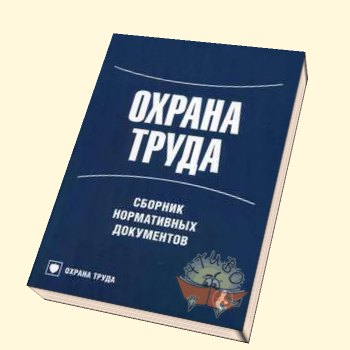 ОХРАНА
ТРУДА
СБОРНИК
НОРМАТИВНЫХ
ДОКУМЕНТОВ
ОХРАНА ТРУДА